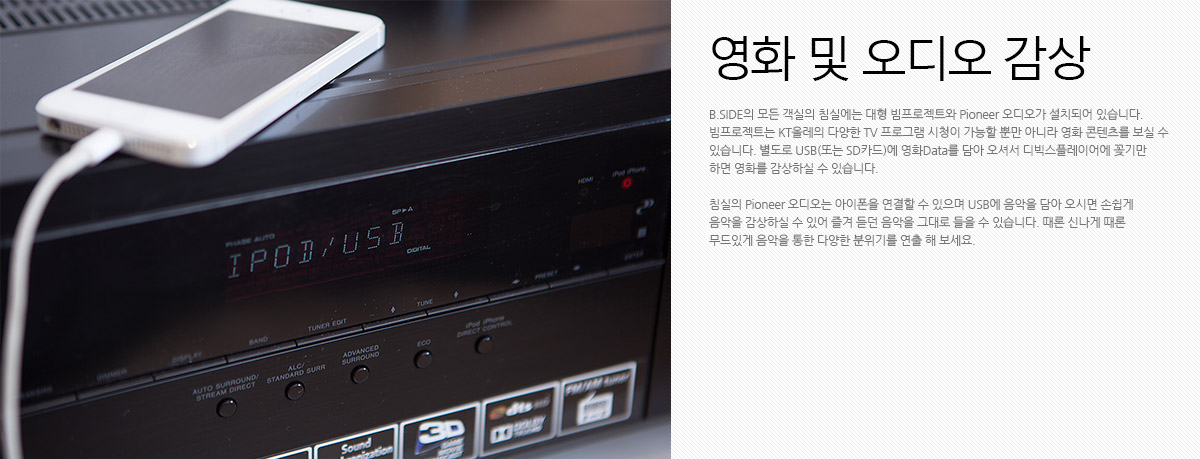 영화 및 오디오 감상
B.SIDE의 모든 객실의 침실에는 대형 빔프로젝트와 Pioneer 오디오가 설치되어 있습니다.
빔프로젝트는 KT올레의 다양한 TV 프로그램 시청이 가능할 뿐만 아니라 영화 콘텐츠를 보실 수
있습니다. 별도로 USB(또는 SD카드)에 영화Data를 담아 오셔서 디빅스플레이어에 꽂기만
하면 영화를 감상하실 수 있습니다.
침실의 Pioneer 오디오는 아이폰을 연결할 수 있으며 USB에 음악을 담아 오시면 손쉽게
음악을 감상하실 수 있어 즐겨 듣던 음악을 그대로 들을 수 있습니다. 때론 신나게 때론
무드있게 음악을 통한 다양한 분위기를 연출 해 보세요.
HDMI
iPod iPhone
SP►A
PHASE AUTO
IPOD/USB
DIGITAL
ENTER
PRESET
TUNE
TUNER EDIT
BAND
DISPLAY
DIMMER
iPod iPhone
DIRECT CONTROL
ECO
ADVANCED
SURROUND
ALC/
STANDARD SURR
AUTO SURROUND/
STREAM DIRECT
FM/AM tuner
dts
DOLBY
3D
Sound